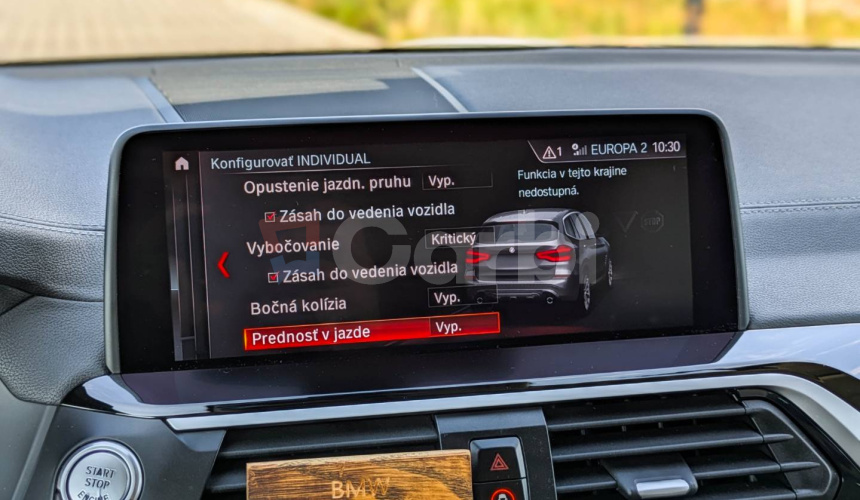 Konfigurovať INDIVIDUAL
1 EUROPA 2 10:30
Opustenie jazdn. pruhu Vyp.
Funkcia v tejto krajine
nedostupná.
Zásah do vedenia vozidla
Vybočovanie Kritický
Zásah do vedenia vozidla
Bočná kolízia Vyp.
Prednosť v jazde Vyp.
START
STOP
ENGINE
BMW